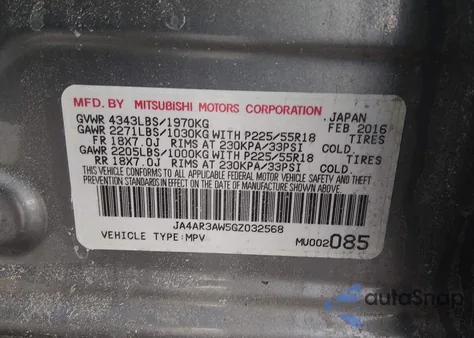 MFD. BY MITSUBISHI MOTORS CORPORATION. JAPAN
GVWR 4343LBS/1970KG FEB 2016
GAWR 2271LBS/1030KG WITH P225/55R18 TIRES
FR 18X7.0J RIMS AT 230KPA/33PSI COLD.
GAWR 2205LBS/1000KG WITH P225/55R18 TIRES
RR 18X7.0J RIMS AT 230KPA/33PSI COLD.
THIS VEHICLE CONFORMS TO ALL APPLICABLE FEDERAL MOTOR VEHICLE SAFETY, BUMPER AND THEFT
PREVENTION STANDARDS IN EFFECT ON THE DATE OF MANUFACTURE SHOWN ABOVE.
JA4AR3AW5GZ032568
VEHICLE TYPE:MPV MU002085
autoSnap